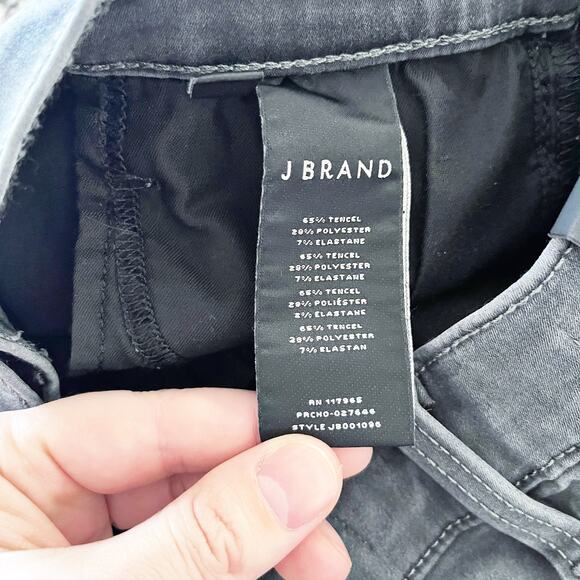 J BRAND
65% TENCEL
28% POLYESTER
7% ELASTANE
65% TENCEL
28% POLYESTER
7% ELASTANE
65% TENCEL
28% POLIÉSTER
7% ELASTANE
65% TENCEL
28% POLYESTER
7% ELASTAN
RN 117965
PRCHO-027646
STYLE JB001096